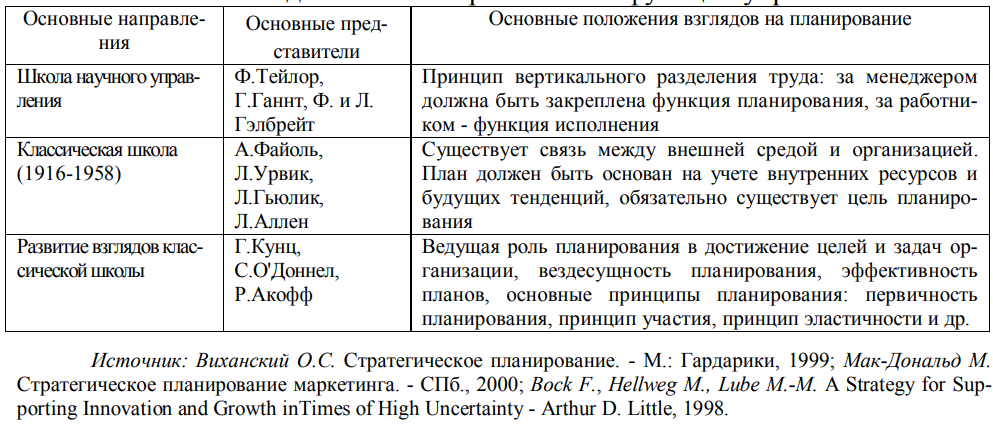 Основные направле-
ния
Основные пред-
ставители
Основные положения взглядов на планирование
Школа научного управ-
ления
Ф.Тейлор,
Г.Ганнт, Ф. и Л.
Гэлбрейт
Принцип вертикального разделения труда: за менеджером
должна быть закреплена функция планирования, за работни-
ком - функция исполнения
Классическая школа
(1916-1958)
А.Файоль,
Л.Урвик,
Л.Гьюлик,
Л.Аллен
Существует связь между внешней средой и организацией.
План должен быть основан на учете внутренних ресурсов и
будущих тенденций, обязательно существует цель планиро-
вания
Развитие взглядов клас-
сической школы
Г.Кунц,
С.О'Доннел,
Р.Акофф
Ведущая роль планирования в достижение целей и задач ор-
ганизации, вездесущность планирования, эффективность
планов, основные принципы планирования: первичность
планирования, принцип участия, принцип эластичности и др.
Источник: Виханский О.С. Стратегическое планирование. - М.: Гардарики, 1999; Мак-Дональд М.
Стратегическое планирование маркетинга. - СПб., 2000; Bock F., Hellweg M., Lube M.-M. A Strategy for Sup-
porting Innovation and Growth inTimes of High Uncertainty - Arthur D. Little, 1998.